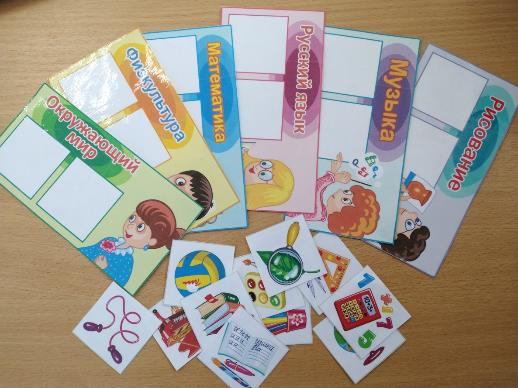 Окружающий
мир
Физкультура
Математика
Русский язык
Музыка
Рисование